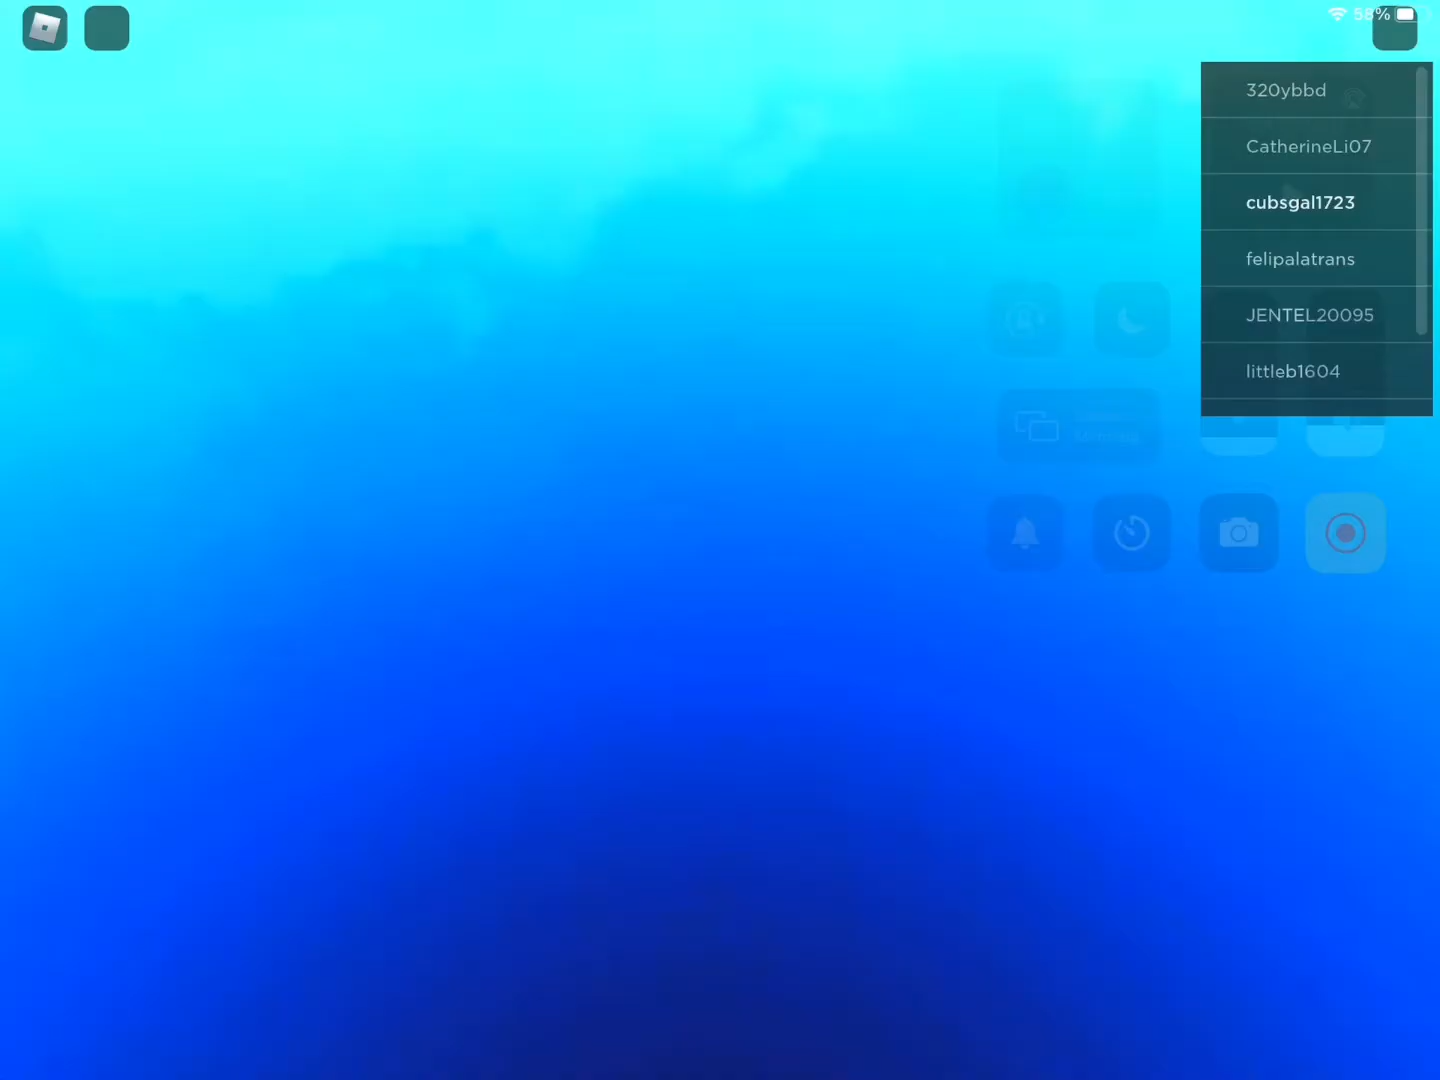 58%
320ybbd
CatherineLi07
cubsgal1723
felipalatrans
JENTEL20095
littleb1604